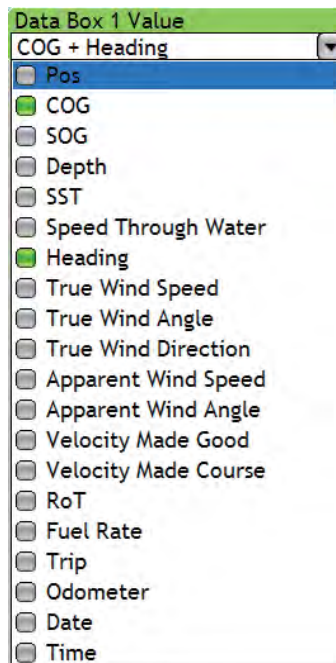 Data Box 1 Value
COG + Heading
Pos
COG
SOG
Depth
SST
Speed Through Water
Heading
True Wind Speed
True Wind Angle
True Wind Direction
Apparent Wind Speed
Apparent Wind Angle
Velocity Made Good
Velocity Made Course
RoT
Fuel Rate
Trip
Odometer
Date
Time